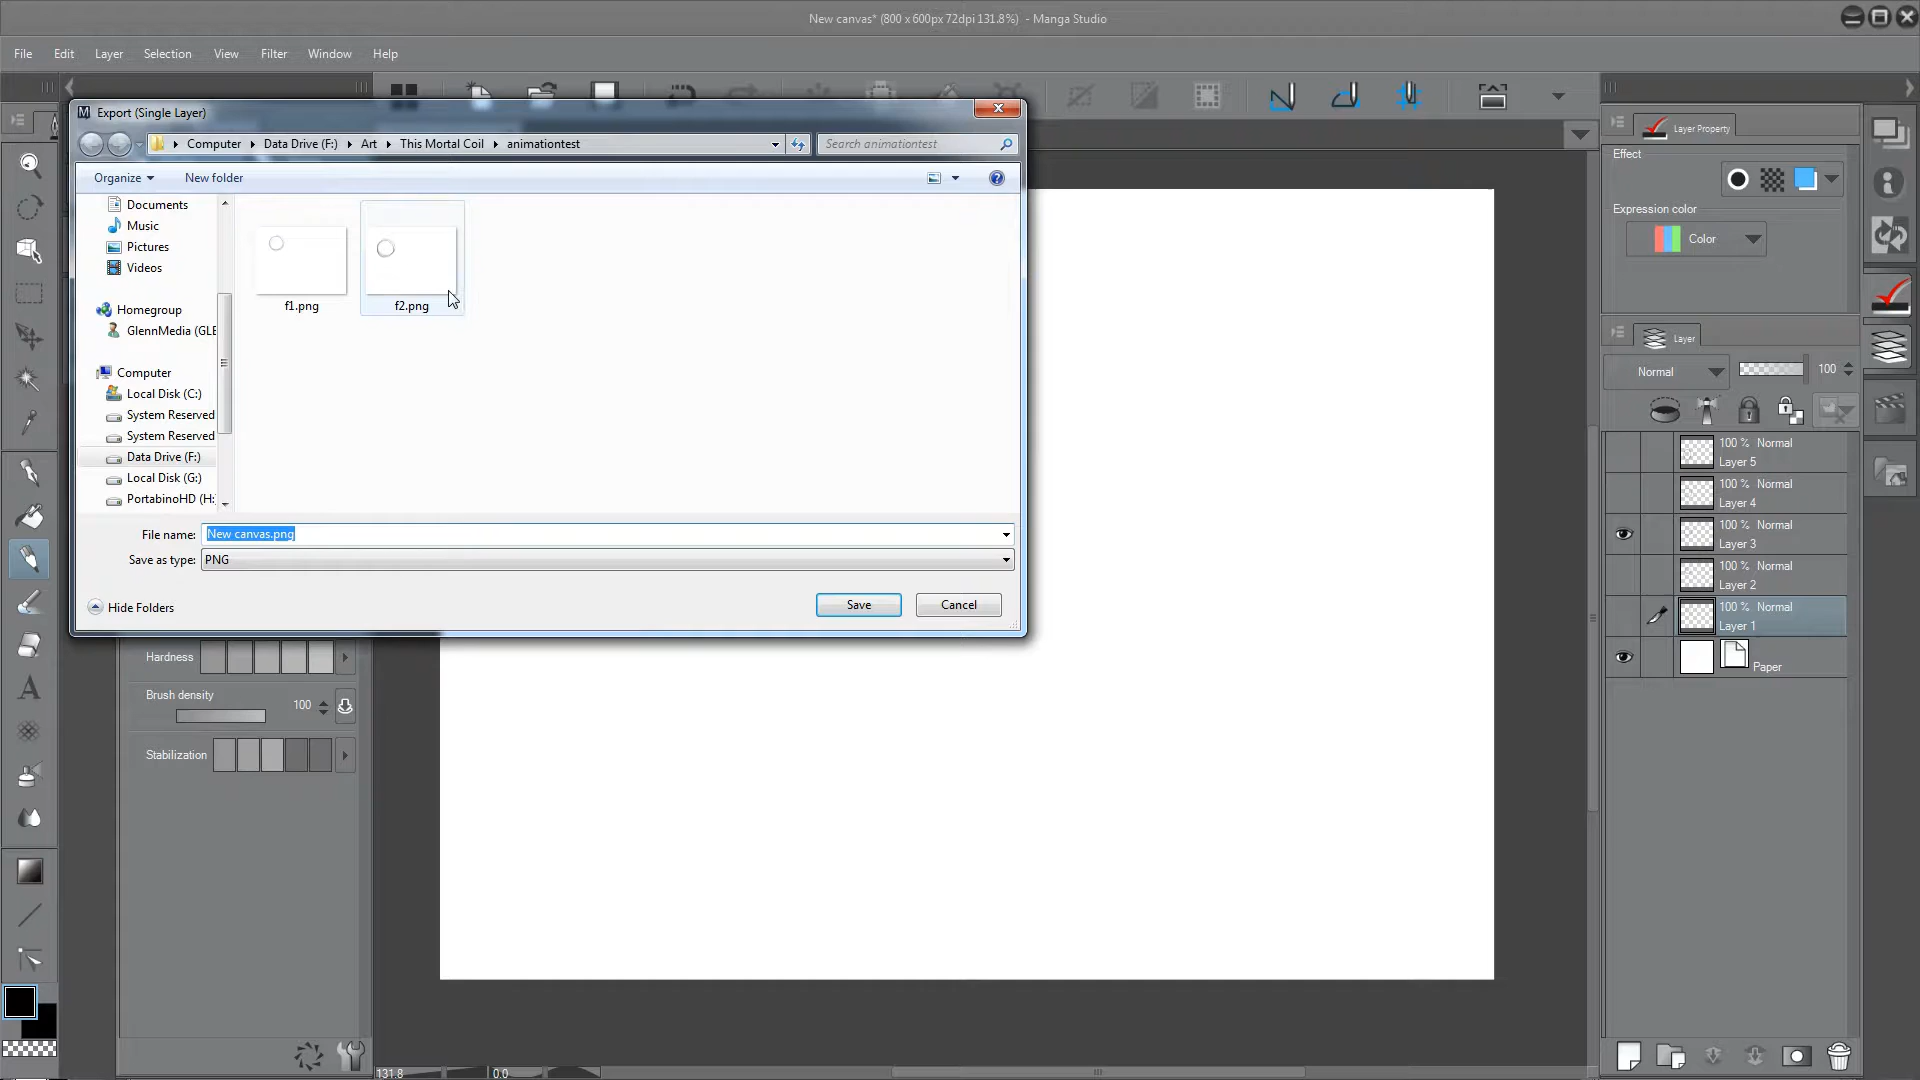 New canvas* (800 x 600px 72dpi 131.8%) - Manga Studio
File Edit Layer Selection View Filter Window Help
Export (Single Layer)
Computer Data Drive (F:) Art This Mortal Coil animationtest
Search animationtest
Organize New folder
Documents
Music
Pictures
Videos
Homegroup
GlennMedia (GLE
Computer
Local Disk (C:)
System Reserved
System Reserved
Data Drive (F:)
Local Disk (G:)
PortabinoHD (H:
f1.png
f2.png
File name: New canvas.png
Save as type: PNG
Hide Folders
Save
Cancel
Hardness
Brush density 100
Stabilization
131.8 0.0
Layer Property
Effect
Expression color
Color
Layer
Normal 100
100 % Normal
Layer 5
100 % Normal
Layer 4
100 % Normal
Layer 3
100 % Normal
Layer 2
100 % Normal
Layer 1
Paper